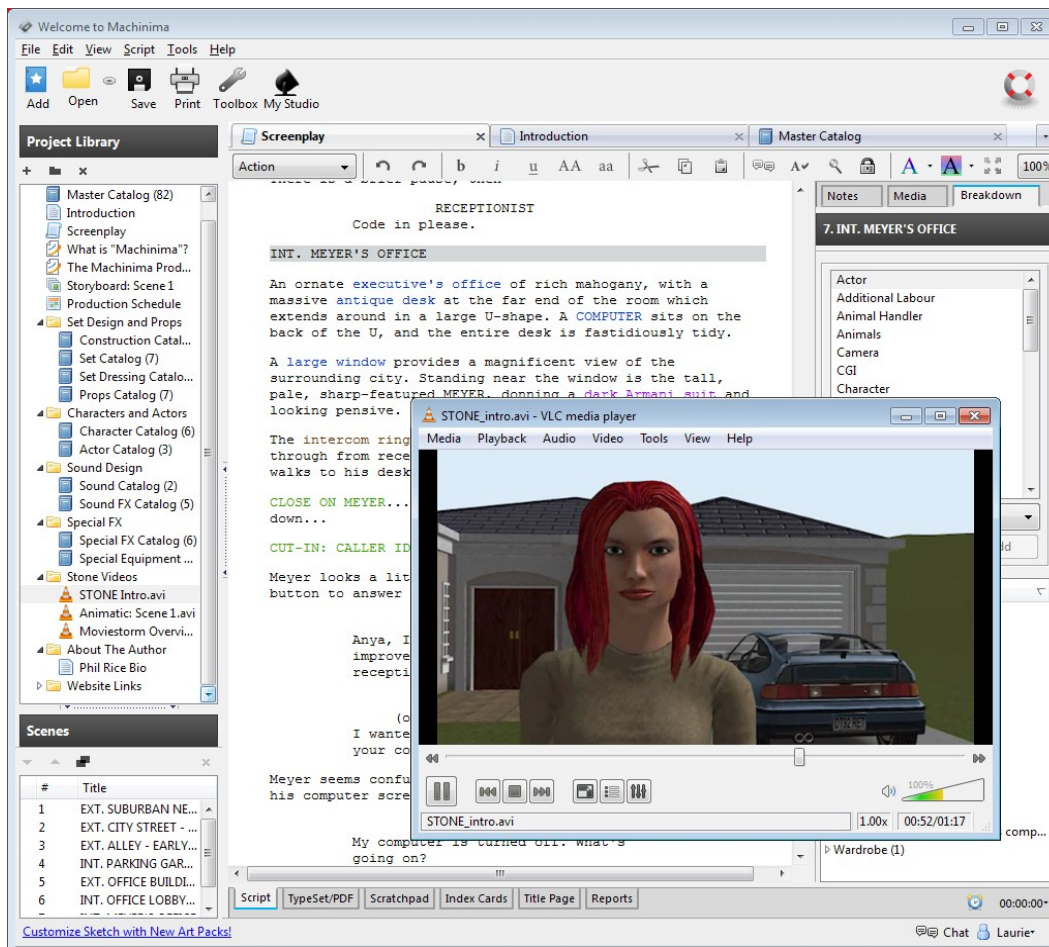 Welcome to Machinima
File Edit View Script Tools Help
Add Open Save Print Toolbox My Studio
Project Library
Master Catalog (82)
Introduction
Screenplay
What is "Machinima"?
The Machinima Prod...
Storyboard: Scene 1
Production Schedule
Set Design and Props
Construction Catal...
Set Catalog (7)
Set Dressing Catalo...
Props Catalog (7)
Characters and Actors
Character Catalog (6)
Actor Catalog (3)
Sound Design
Sound Catalog (2)
Sound FX Catalog (5)
Special FX
Special FX Catalog (6)
Special Equipment ...
Stone Videos
STONE Intro.avi
Animatic: Scene 1.avi
Moviestorm Overvi...
About The Author
Phil Rice Bio
Website Links
Scenes
# Title
1 EXT. SUBURBAN NE...
2 EXT. CITY STREET - ...
3 EXT. ALLEY - EARLY...
4 INT. PARKING GAR...
5 EXT. OFFICE BUILDI...
6 INT. OFFICE LOBBY...
Customize Sketch with New Art Packs!
Screenplay Introduction Master Catalog
Action b i u AA aa A A A 100%
There is a brief pause, then
RECEPTIONIST
Code in please.
INT. MEYER'S OFFICE
An ornate executive's office of rich mahogany, with a
massive antique desk at the far end of the room which
extends around in a large U-shape. A COMPUTER sits on the
back of the U, and the entire desk is fastidiously tidy.
A large window provides a magnificent view of the
surrounding city. Standing near the window is the tall,
pale, sharp-featured MEYER, donning a dark Armani suit and
looking pensive.
The intercom ring
through from rece
walks to his desk
CLOSE ON MEYER...
down...
CUT-IN: CALLER ID
Meyer looks a lit
button to answer
Anya, I
improve
recepti
(o
I wante
your co
Meyer seems confu
his computer scre
My computer is turned off. What's
going on?
Script TypeSet/PDF Scratchpad Index Cards Title Page Reports
Notes Media Breakdown
7. INT. MEYER'S OFFICE
Actor
Additional Labour
Animal Handler
Animals
Camera
CGI
Character
dd
comp...
Wardrobe (1)
00:00:00
Chat Laurie
STONE_intro.avi - VLC media player
Media Playback Audio Video Tools View Help
100%
STONE_intro.avi 1.00x 00:52/01:17